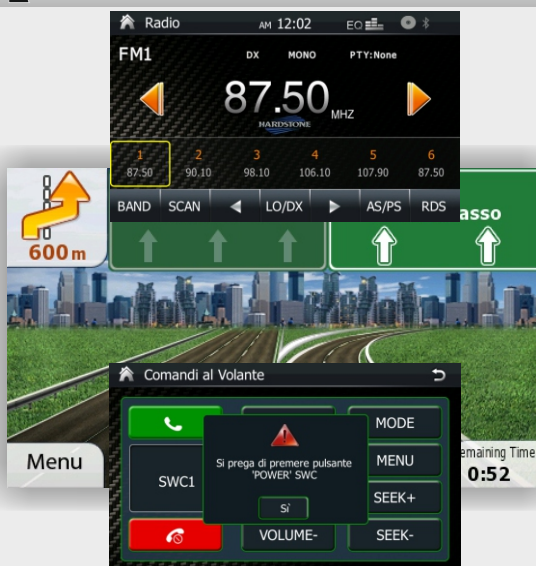 Radio AM 12:02 EQ
FM1 DX MONO PTY:None
87.50 MHZ
HARDSTONE
1 2 3 4 5 6
87.50 90.10 98.10 106.10 107.90 87.50
BAND SCAN LO/DX AS/PS RDS
asso
600 m
Comandi al Volante
MODE
Si prega di premere pulsante
'POWER' SWC
Sì
SWC1
MENU
SEEK+
VOLUME-
SEEK-
Menu
emaining Time
0:52